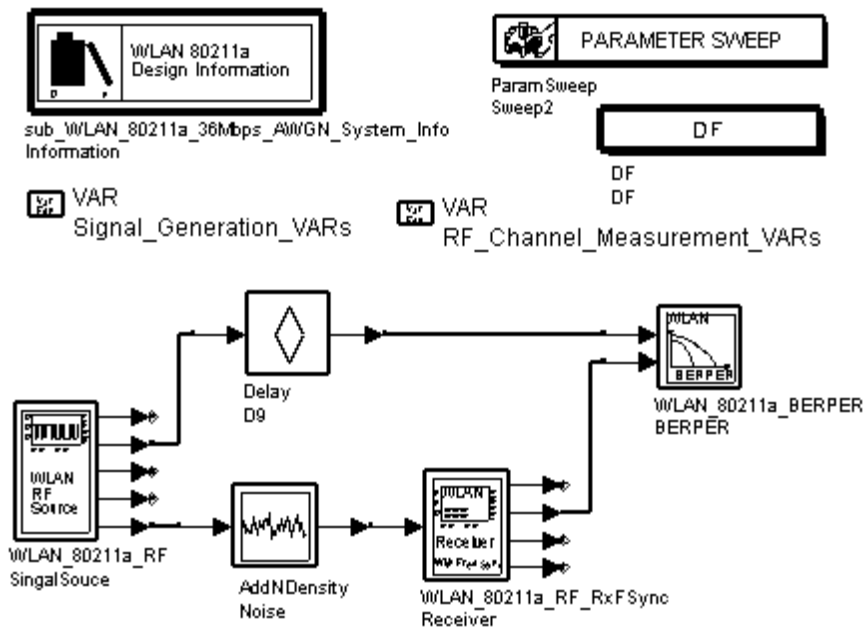 WLAN 80211a
Design Information
sub_WLAN_80211a_36Mbps_AWGN_System_Info
Information
PARAMETER SWEEP
ParamSweep
Sweep2
DF
DF
DF
VAR
Signal_Generation_VARs
VAR
RF_Channel_Measurement_VARs
Delay
D9
WLAN
BERPER
WLAN_80211a_BERPER
BERPER
WLAN
RF
Source
WLAN_80211a_RF
SingalSouce
AddNDensity
Noise
WLAN
Receiver
WLAN_80211a_RF_RxFSync
Receiver